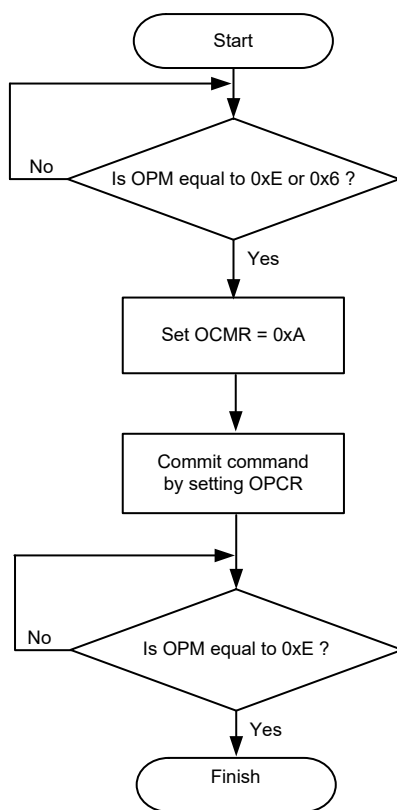 Start
No
Is OPM equal to 0xE or 0x6 ?
Yes
Set OCMR = 0xA
Commit command
by setting OPCR
No
Is OPM equal to 0xE ?
Yes
Finish